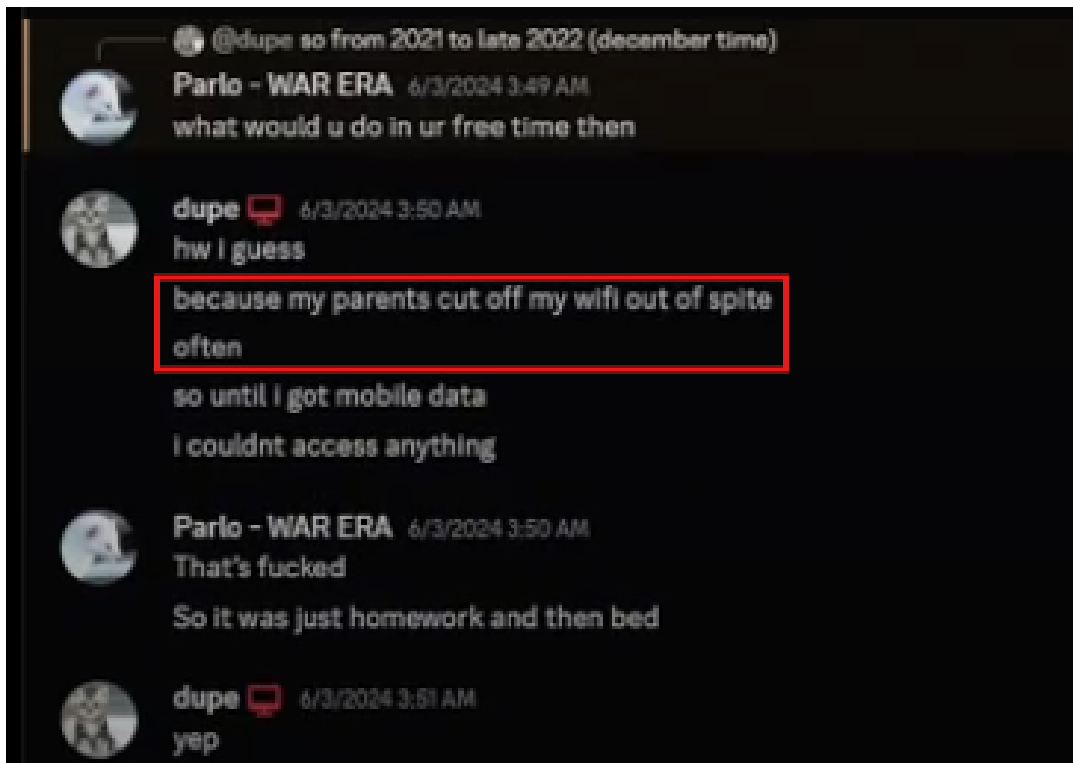 @dupe so from 2021 to late 2022 (december time)
Parlo - WAR ERA 6/3/2024 3:49 AM
what would u do in ur free time then
dupe 6/3/2024 3:50 AM
hw i guess
because my parents cut off my wifi out of spite
often
so until i got mobile data
i couldnt access anything
Parlo - WAR ERA 6/3/2024 3:50 AM
That's fucked
So it was just homework and then bed
dupe 6/3/2024 3:51 AM
yep